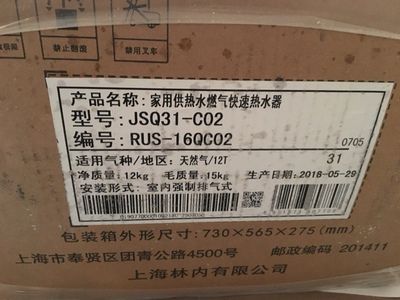 禁止翻滚
禁用叉车
产品名称: 家用供热水燃气快速热水器
型号: JSQ31-C02
编号: RUS-16QC02
0705
适用气种/地区: 天然气/12T 31
净质量: 12kg 毛质量: 15kg 生产日期: 2018-05-29
安装形式: 室内强制排气式
包装箱外形尺寸: 730×565×275(mm)
上海市奉贤区团青公路4500号 邮政编码 201411
上海林内有限公司